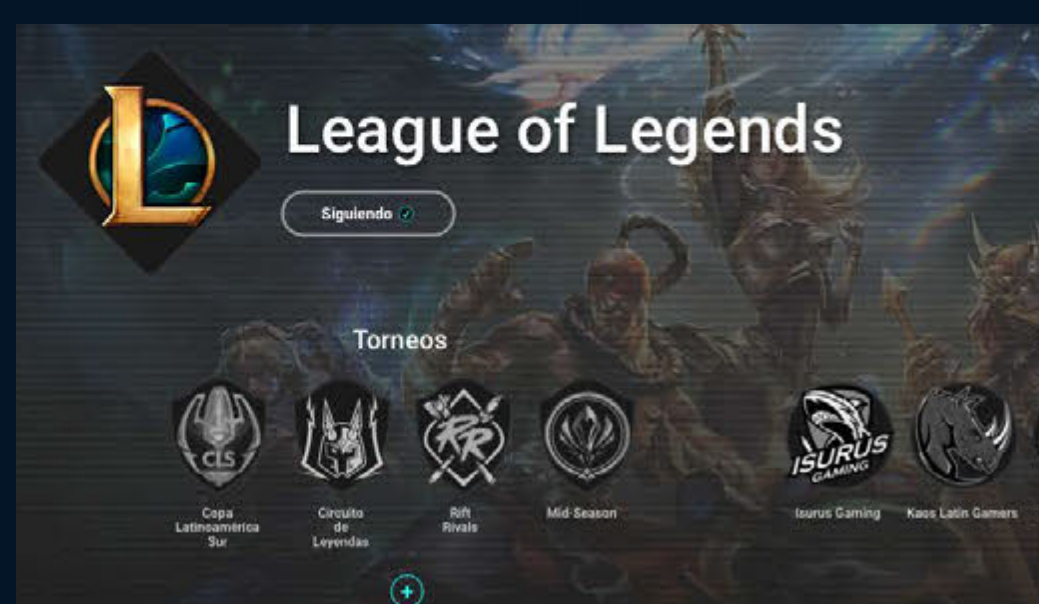 League of Legends
Siguiendo
Torneos
CLS
RR
ISURUS
GAMING
Copa
Latinoamérica
Sur
Circuito
de
Leyendas
Rift
Rivals
Mid-Season
Isurus Gaming
Kaos Latin Gamers